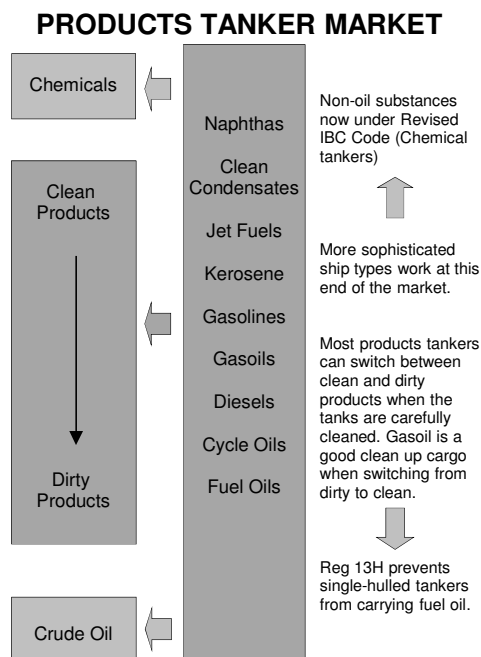 PRODUCTS TANKER MARKET
Chemicals
Clean
Products
Dirty
Products
Crude Oil
Naphthas
Clean
Condensates
Jet Fuels
Kerosene
Gasolines
Gasoils
Diesels
Cycle Oils
Fuel Oils
Non-oil substances
now under Revised
IBC Code (Chemical
tankers)
More sophisticated
ship types work at this
end of the market.
Most products tankers
can switch between
clean and dirty
products when the
tanks are carefully
cleaned. Gasoil is a
good clean up cargo
when switching from
dirty to clean.
Reg 13H prevents
single-hulled tankers
from carrying fuel oil.